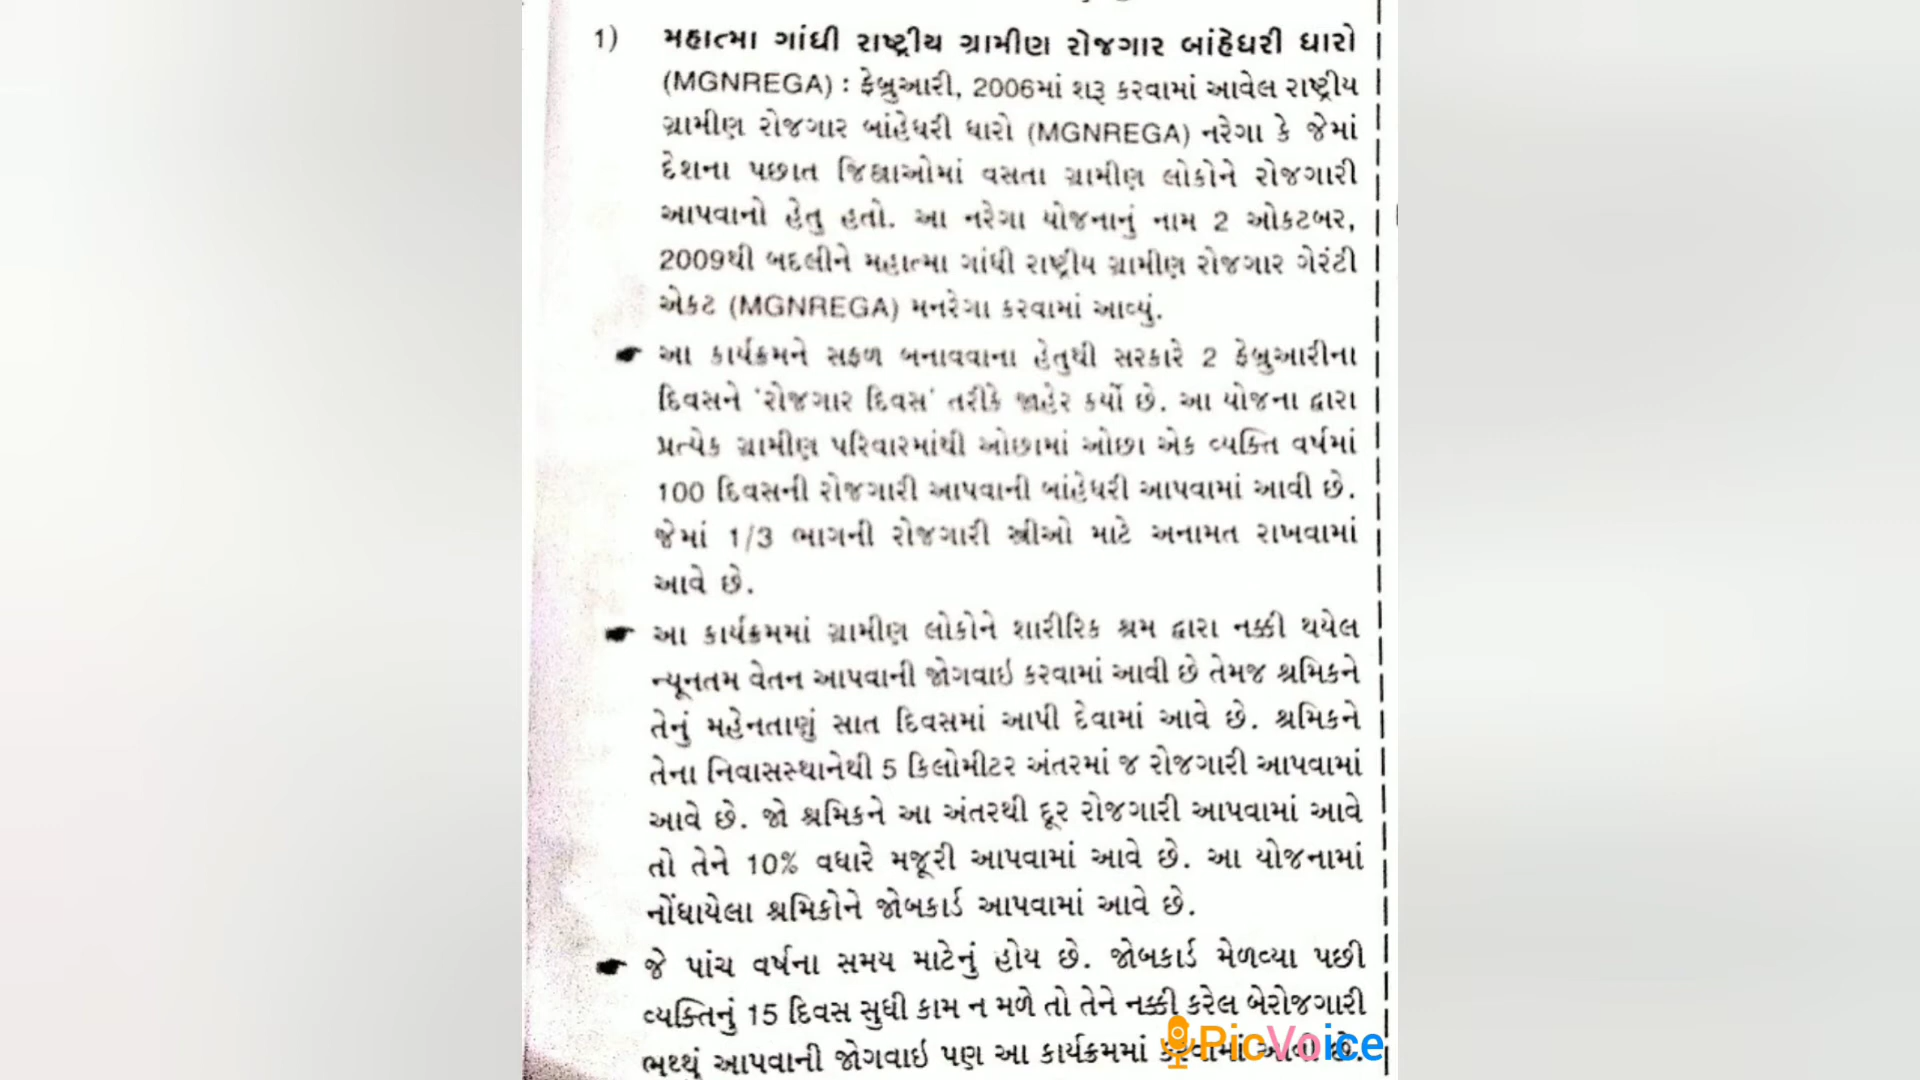 1) મહાત્મા ગાંધી રાષ્ટ્રીય ગ્રામીણ રોજગાર બાંહેધરી ધારો
(MGNREGA) : ફેબ્રુઆરી, 2006માં શરૂ કરવામાં આવેલ રાષ્ટ્રીય
ગ્રામીણ રોજગાર બાંહેધરી ધારો (MGNREGA) નરેગા કે જેમાં
દેશના પછાત જિલ્લાઓમાં વસતા ગ્રામીણ લોકોને રોજગારી
આપવાનો હેતુ હતો. આ નરેગા યોજનાનું નામ 2 ઓકટબર,
2009થી બદલીને મહાત્મા ગાંધી રાષ્ટ્રીય ગ્રામીણ રોજગાર ગેરંટી
એકટ (MGNREGA) મનરેગા કરવામાં આવ્યું.
આ કાર્યક્રમને સફળ બનાવવાના હેતુથી સરકારે 2 ફેબ્રુઆરીના
દિવસને 'રોજગાર દિવસ' તરીકે જાહેર કર્યો છે. આ યોજના દ્વારા
પ્રત્યેક ગ્રામીણ પરિવારમાંથી ઓછામાં ઓછા એક વ્યક્તિ વર્ષમાં
100 દિવસની રોજગારી આપવાની બાંહેધરી આપવામાં આવી છે.
જેમાં 1/3 ભાગની રોજગારી સ્ત્રીઓ માટે અનામત રાખવામાં
આવે છે.
આ કાર્યક્રમમાં ગ્રામીણ લોકોને શારીરિક શ્રમ દ્વારા નક્કી થયેલ
ન્યૂનતમ વેતન આપવાની જોગવાઇ કરવામાં આવી છે તેમજ શ્રમિકને
તેનું મહેનતાણું સાત દિવસમાં આપી દેવામાં આવે છે. શ્રમિકને
તેના નિવાસસ્થાનેથી 5 કિલોમીટર અંતરમાં જ રોજગારી આપવામાં
આવે છે. જો શ્રમિકને આ અંતરથી દૂર રોજગારી આપવામાં આવે
તો તેને 10% વધારે મજૂરી આપવામાં આવે છે. આ યોજનામાં
નોંધાયેલા શ્રમિકોને જોબકાર્ડ આપવામાં આવે છે.
જે પાંચ વર્ષના સમય માટેનું હોય છે. જોબકાર્ડ મેળવ્યા પછી
વ્યક્તિનું 15 દિવસ સુધી કામ ન મળે તો તેને નક્કી કરેલ બેરોજગારી
ભથ્થું આપવાની જોગવાઇ પણ આ કાર્યક્રમમાં કરવામાં આવી છે.
PicVoice